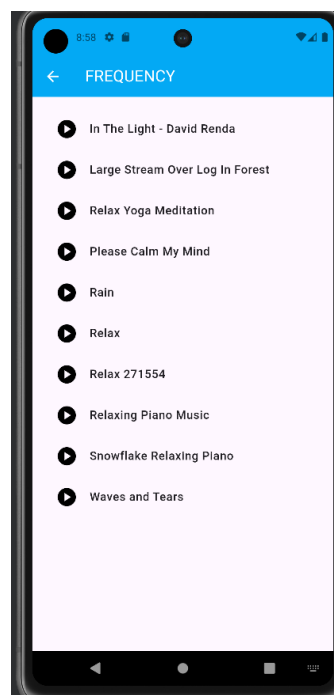 8:58
FREQUENCY
In The Light - David Renda
Large Stream Over Log In Forest
Relax Yoga Meditation
Please Calm My Mind
Rain
Relax
Relax 271554
Relaxing Piano Music
Snowflake Relaxing Piano
Waves and Tears